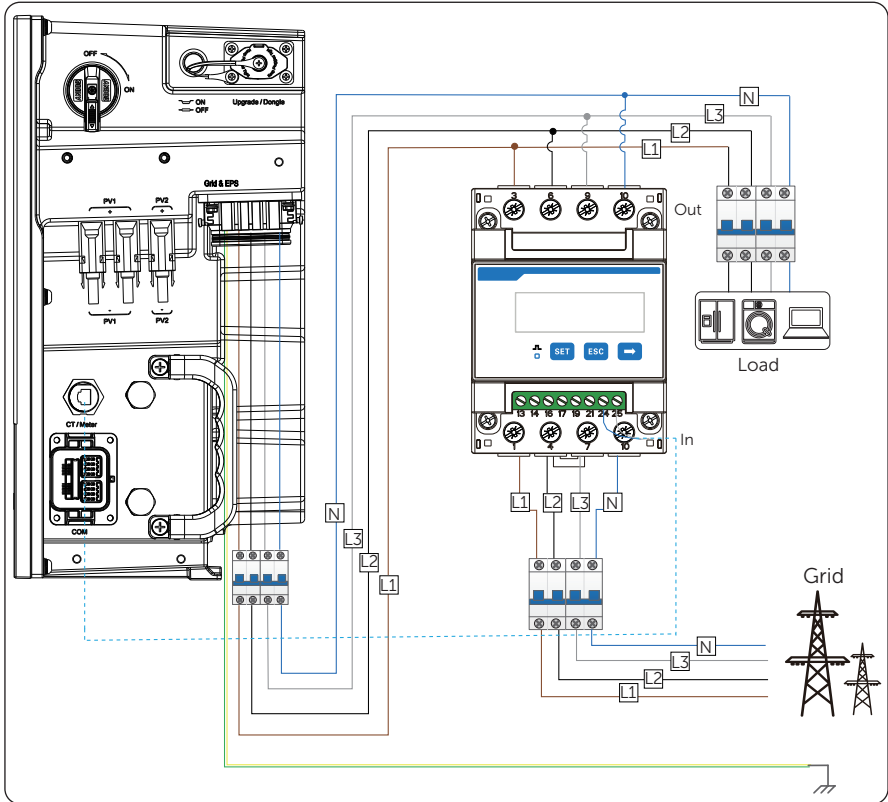 OFF
ON
ON
OFF
Upgrade / Dongle
Grid & EPS
PV1
PV2
+
+
-
-
PV1
PV2
CT / Meter
COM
N
L3
L2
L1
N
L3
L2
L1
3 6 9 10
Out
SET ESC
13 14 16 17 19 21 24 25
1 4 7 10
In
Load
L1 L2 L3 N
Grid
N
L3
L2
L1